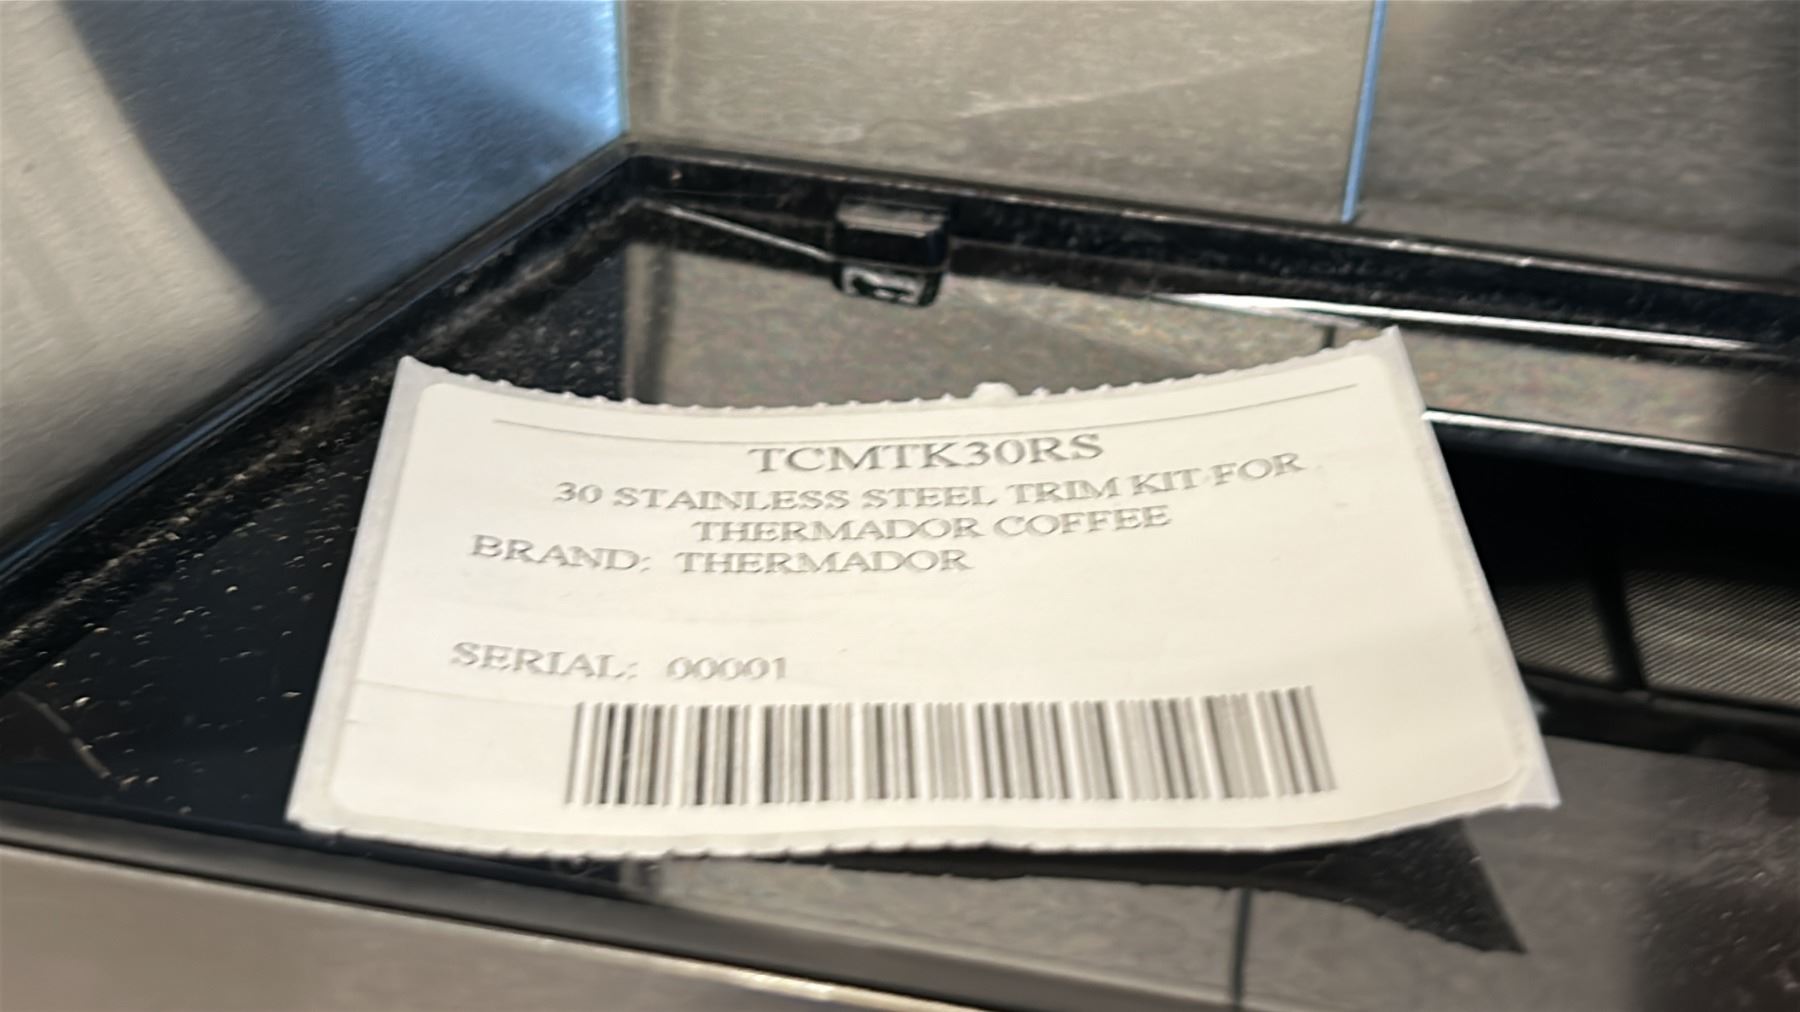 TCMTK30RS
30 STAINLESS STEEL TRIM KIT FOR
THERMADOR COFFEE
BRAND: THERMADOR
SERIAL: 00001